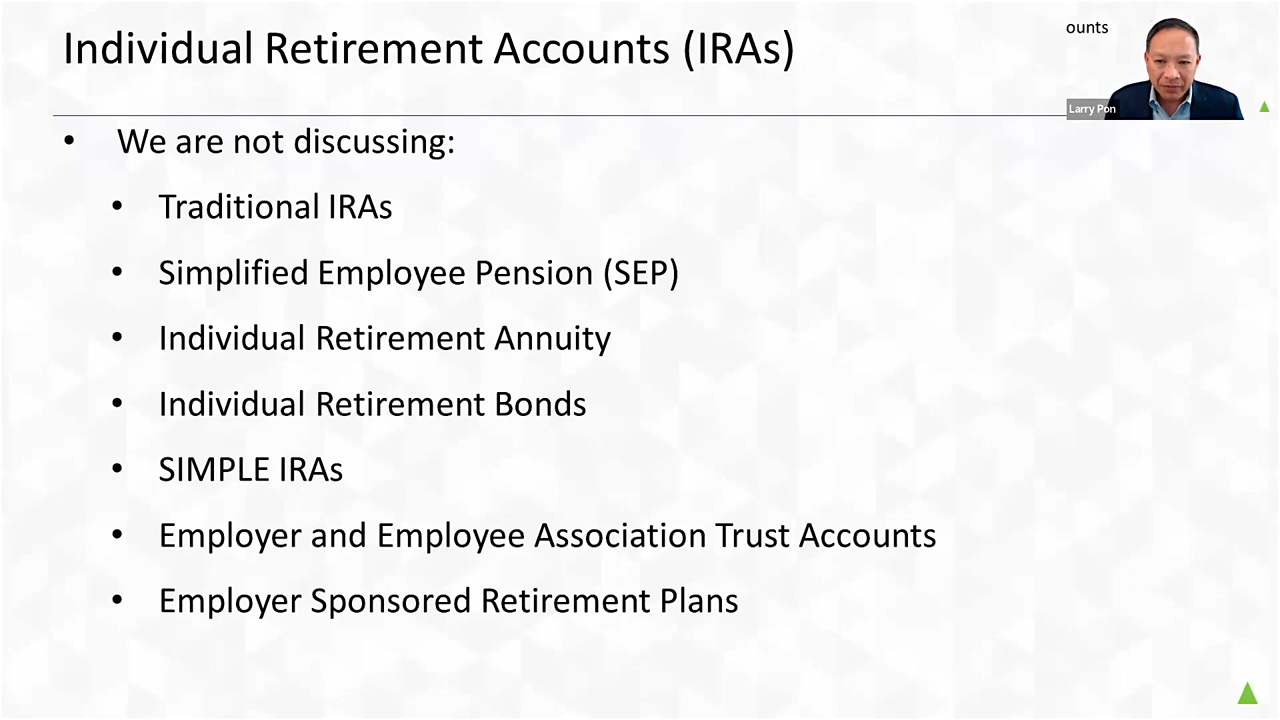 Individual Retirement Accounts (IRAs)
ounts
Larry Pon
• We are not discussing:
• Traditional IRAs
• Simplified Employee Pension (SEP)
• Individual Retirement Annuity
• Individual Retirement Bonds
• SIMPLE IRAs
• Employer and Employee Association Trust Accounts
• Employer Sponsored Retirement Plans